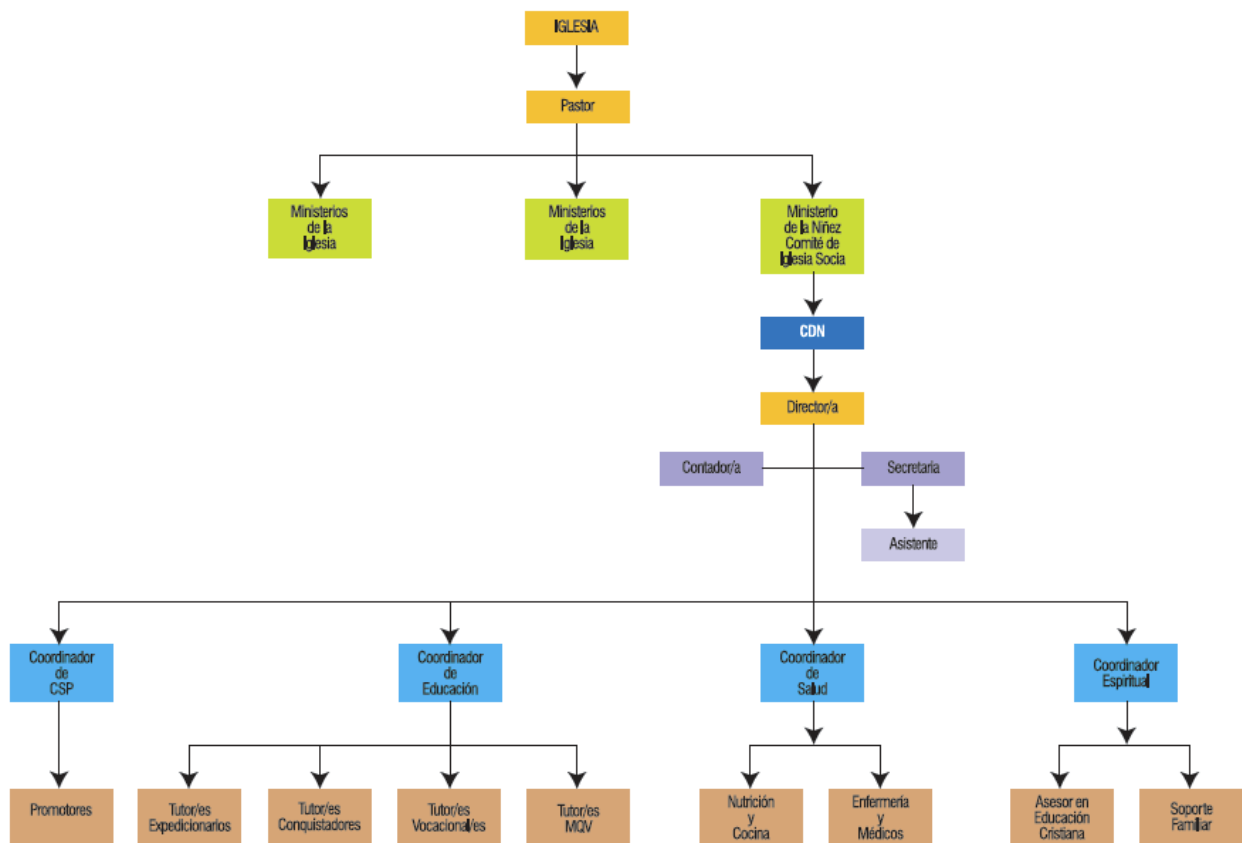 IGLESIA
Pastor
Ministerios
de la
Iglesia
Ministerios
de la
Iglesia
Ministerio
de la Niñez
Comité de
Iglesia Socia
CDN
Director/a
Contador/a
Secretaria
Asistente
Coordinador
de
CSP
Coordinador
de
Educación
Coordinador
de
Salud
Coordinador
Espiritual
Promotores
Tutor/es
Expedicionarios
Tutor/es
Conquistadores
Tutor/es
Vocacional/es
Tutor/es
MQV
Nutrición
y
Cocina
Enfermería
y
Médicos
Asesor en
Educación
Cristiana
Soporte
Familiar